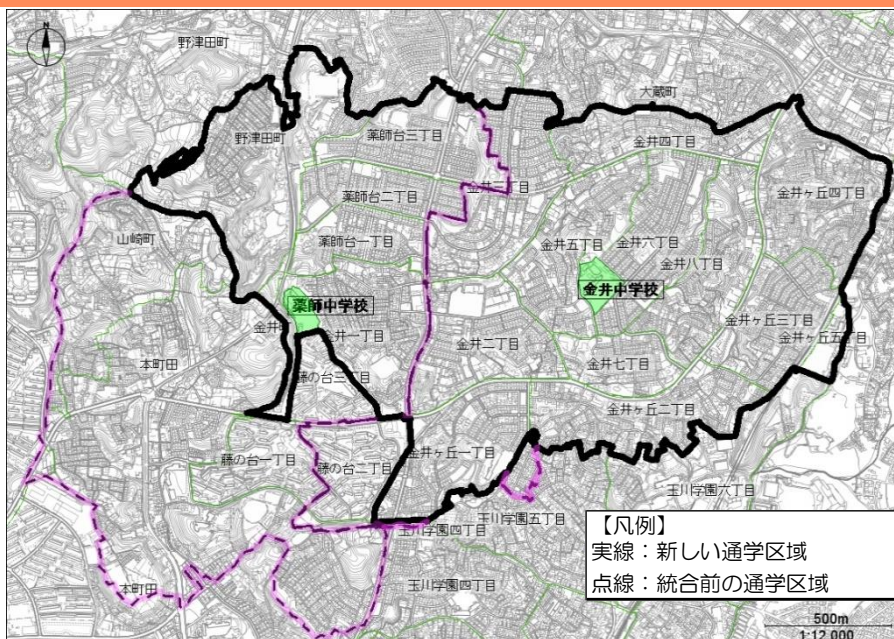 N
野津田町
大蔵町
野津田町
薬師台三丁目
金井四丁目
薬師台二丁目
金井三丁目
金井ヶ丘四丁目
山崎町
薬師台一丁目
金井五丁目
金井六丁目
金井八丁目
薬師中学校
金井中学校
金井町
金井一丁目
金井ヶ丘三丁目
金井ヶ丘五丁目
本町田
金井二丁目
金井七丁目
藤の台三丁目
金井ヶ丘二丁目
藤の台一丁目
藤の台二丁目
金井ヶ丘一丁目
玉川学園六丁目
玉川学園五丁目
玉川学園四丁目
本町田
玉川学園四丁目
【凡例】
実線：新しい通学区域
点線：統合前の通学区域
500m
1:12,000